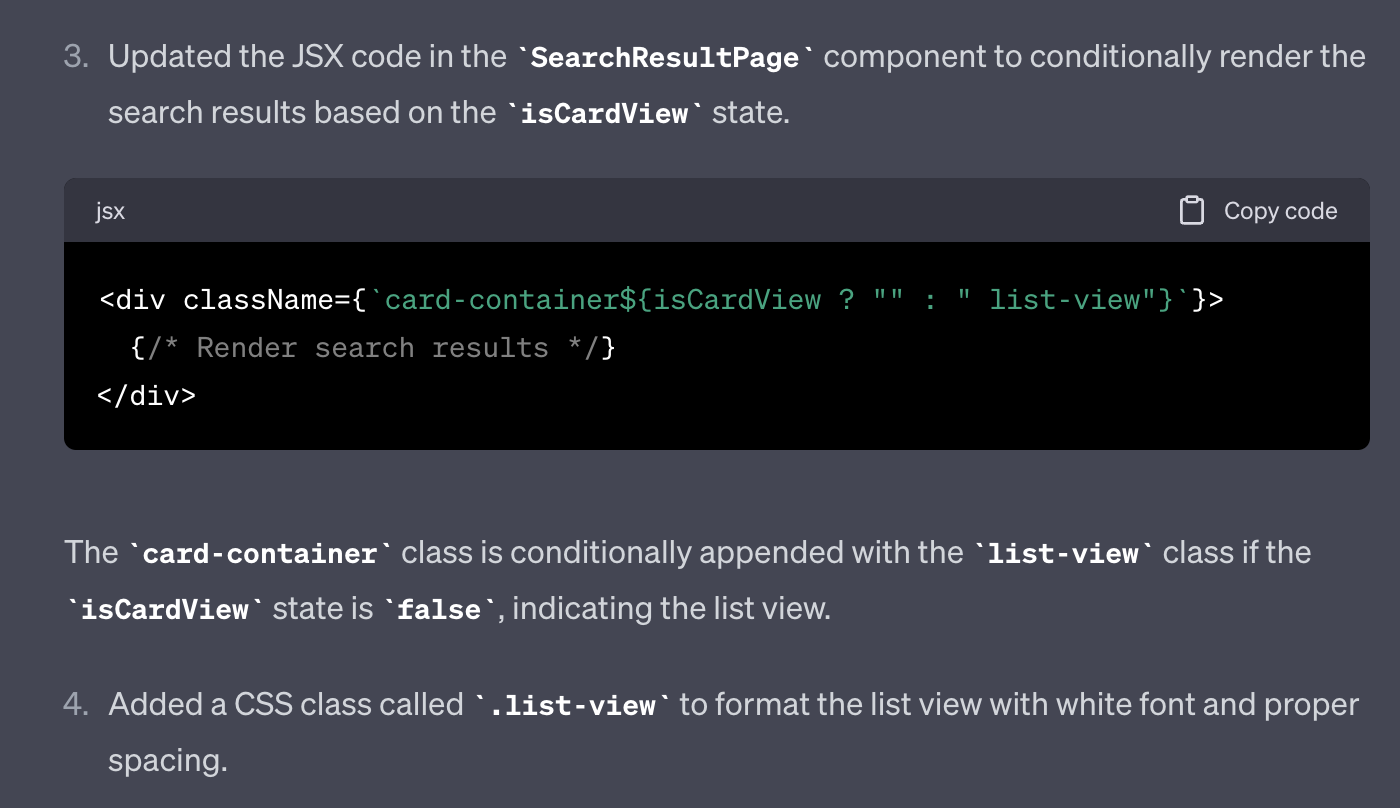 3. Updated the JSX code in the `SearchResultPage` component to conditionally render the
search results based on the `isCardView` state.
jsx
Copy code
<div className={`card-container${isCardView ? "" : " list-view"}`}>
  {/* Render search results */}
</div>
The `card-container` class is conditionally appended with the `list-view` class if the
`isCardView` state is `false`, indicating the list view.
4. Added a CSS class called `.list-view` to format the list view with white font and proper
spacing.